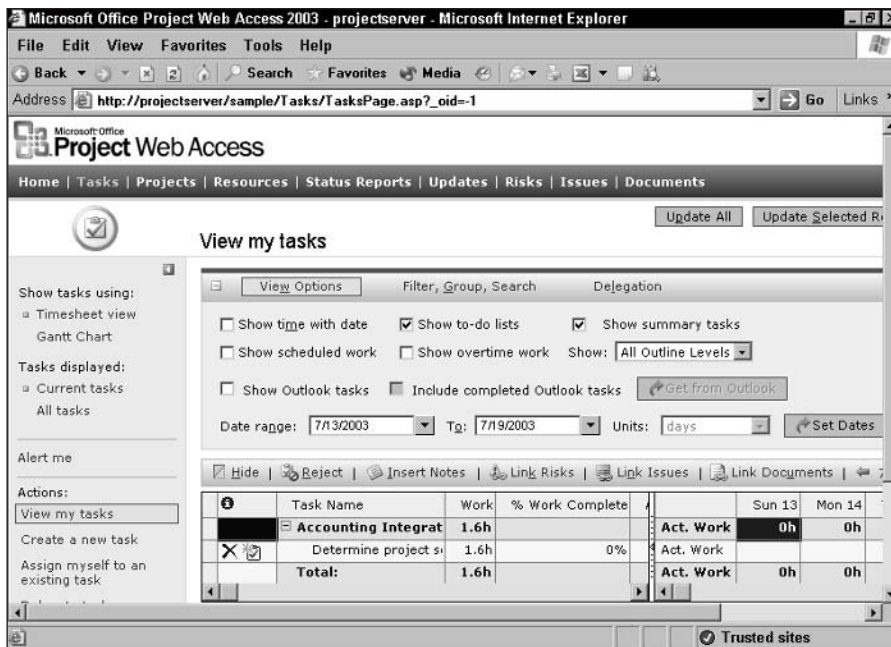 Microsoft Office Project Web Access 2003 - projectserver - Microsoft Internet Explorer
File Edit View Favorites Tools Help
Back Search Favorites Media
Address http://projectserver/sample/Tasks/TasksPage.asp?_oid=-1 Go Links
Microsoft Office
Project Web Access
Home | Tasks | Projects | Resources | Status Reports | Updates | Risks | Issues | Documents
Update All Update Selected
View my tasks
Show tasks using:
Timesheet view
Gantt Chart
Tasks displayed:
Current tasks
All tasks
Alert me
Actions:
View my tasks
Create a new task
Assign myself to an
existing task
View Options Filter, Group, Search Delegation
Show time with date Show to-do lists Show summary tasks
Show scheduled work Show overtime work Show: All Outline Levels
Show Outlook tasks Include completed Outlook tasks Get from Outlook
Date range: 7/13/2003 To: 7/19/2003 Units: days Set Dates
Hide | Reject | Insert Notes | Link Risks | Link Issues | Link Documents |
Task Name Work % Work Complete Sun 13 Mon 14
Accounting Integrat 1.6h Act. Work 0h 0h
Determine project s 1.6h 0% Act. Work
Total: 1.6h Act. Work 0h 0h
Trusted sites